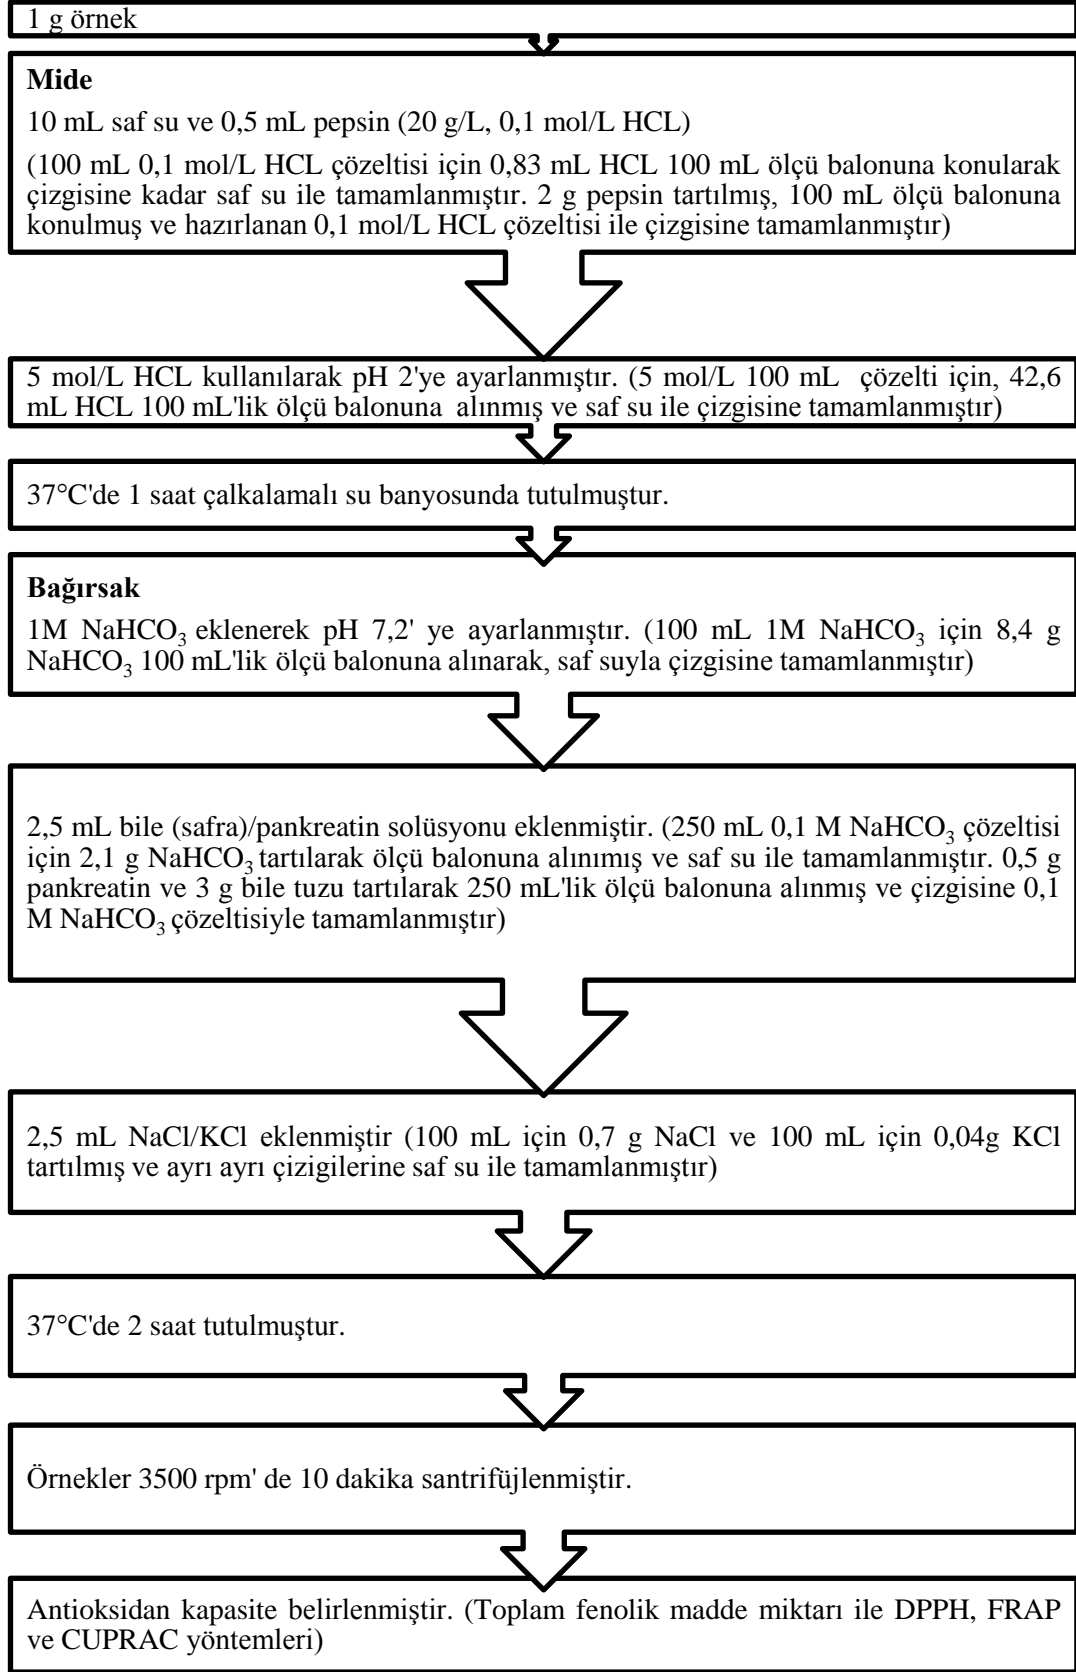 1 g örnek
Mide
10 mL saf su ve 0,5 mL pepsin (20 g/L, 0,1 mol/L HCL)
(100 mL 0,1 mol/L HCL çözeltisi için 0,83 mL HCL 100 mL ölçü balonuna konularak
çizgisine kadar saf su ile tamamlanmıştır. 2 g pepsin tartılmış, 100 mL ölçü balonuna
konulmuş ve hazırlanan 0,1 mol/L HCL çözeltisi ile çizgisine tamamlanmıştır)
5 mol/L HCL kullanılarak pH 2'ye ayarlanmıştır. (5 mol/L 100 mL çözelti için, 42,6
mL HCL 100 mL'lik ölçü balonuna alınmış ve saf su ile çizgisine tamamlanmıştır)
37°C'de 1 saat çalkalamalı su banyosunda tutulmuştur.
Bağırsak
1M NaHCO₃ eklenerek pH 7,2' ye ayarlanmıştır. (100 mL 1M NaHCO₃ için 8,4 g
NaHCO₃ 100 mL'lik ölçü balonuna alınarak, saf suyla çizgisine tamamlanmıştır)
2,5 mL bile (safra)/pankreatin solüsyonu eklenmiştir. (250 mL 0,1 M NaHCO₃ çözeltisi
için 2,1 g NaHCO₃ tartılarak ölçü balonuna alınımış ve saf su ile tamamlanmıştır. 0,5 g
pankreatin ve 3 g bile tuzu tartılarak 250 mL'lik ölçü balonuna alınmış ve çizgisine 0,1
M NaHCO₃ çözeltisiyle tamamlanmıştır)
2,5 mL NaCl/KCl eklenmiştir (100 mL için 0,7 g NaCl ve 100 mL için 0,04g KCl
tartılmış ve ayrı ayrı çizigilerine saf su ile tamamlanmıştır)
37°C'de 2 saat tutulmuştur.
Örnekler 3500 rpm' de 10 dakika santrifüjlenmiştir.
Antioksidan kapasite belirlenmiştir. (Toplam fenolik madde miktarı ile DPPH, FRAP
ve CUPRAC yöntemleri)